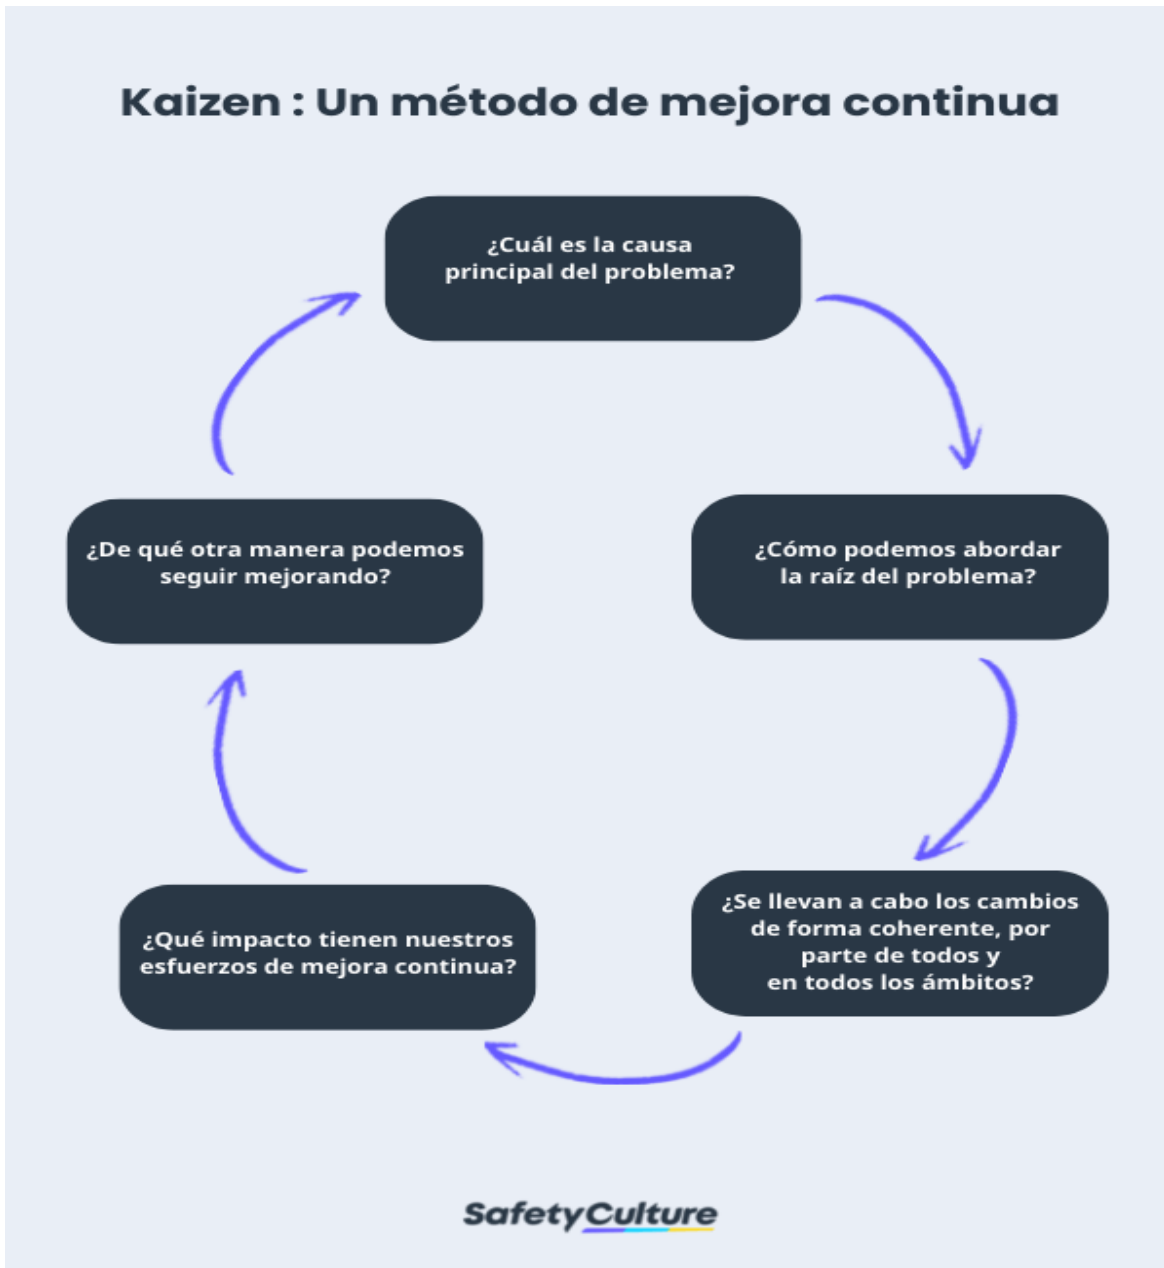 Kaizen : Un método de mejora continua
¿Cuál es la causa
principal del problema?
¿Cómo podemos abordar
la raíz del problema?
¿Se llevan a cabo los cambios
de forma coherente, por
parte de todos y
en todos los ámbitos?
¿Qué impacto tienen nuestros
esfuerzos de mejora continua?
¿De qué otra manera podemos
seguir mejorando?
SafetyCulture